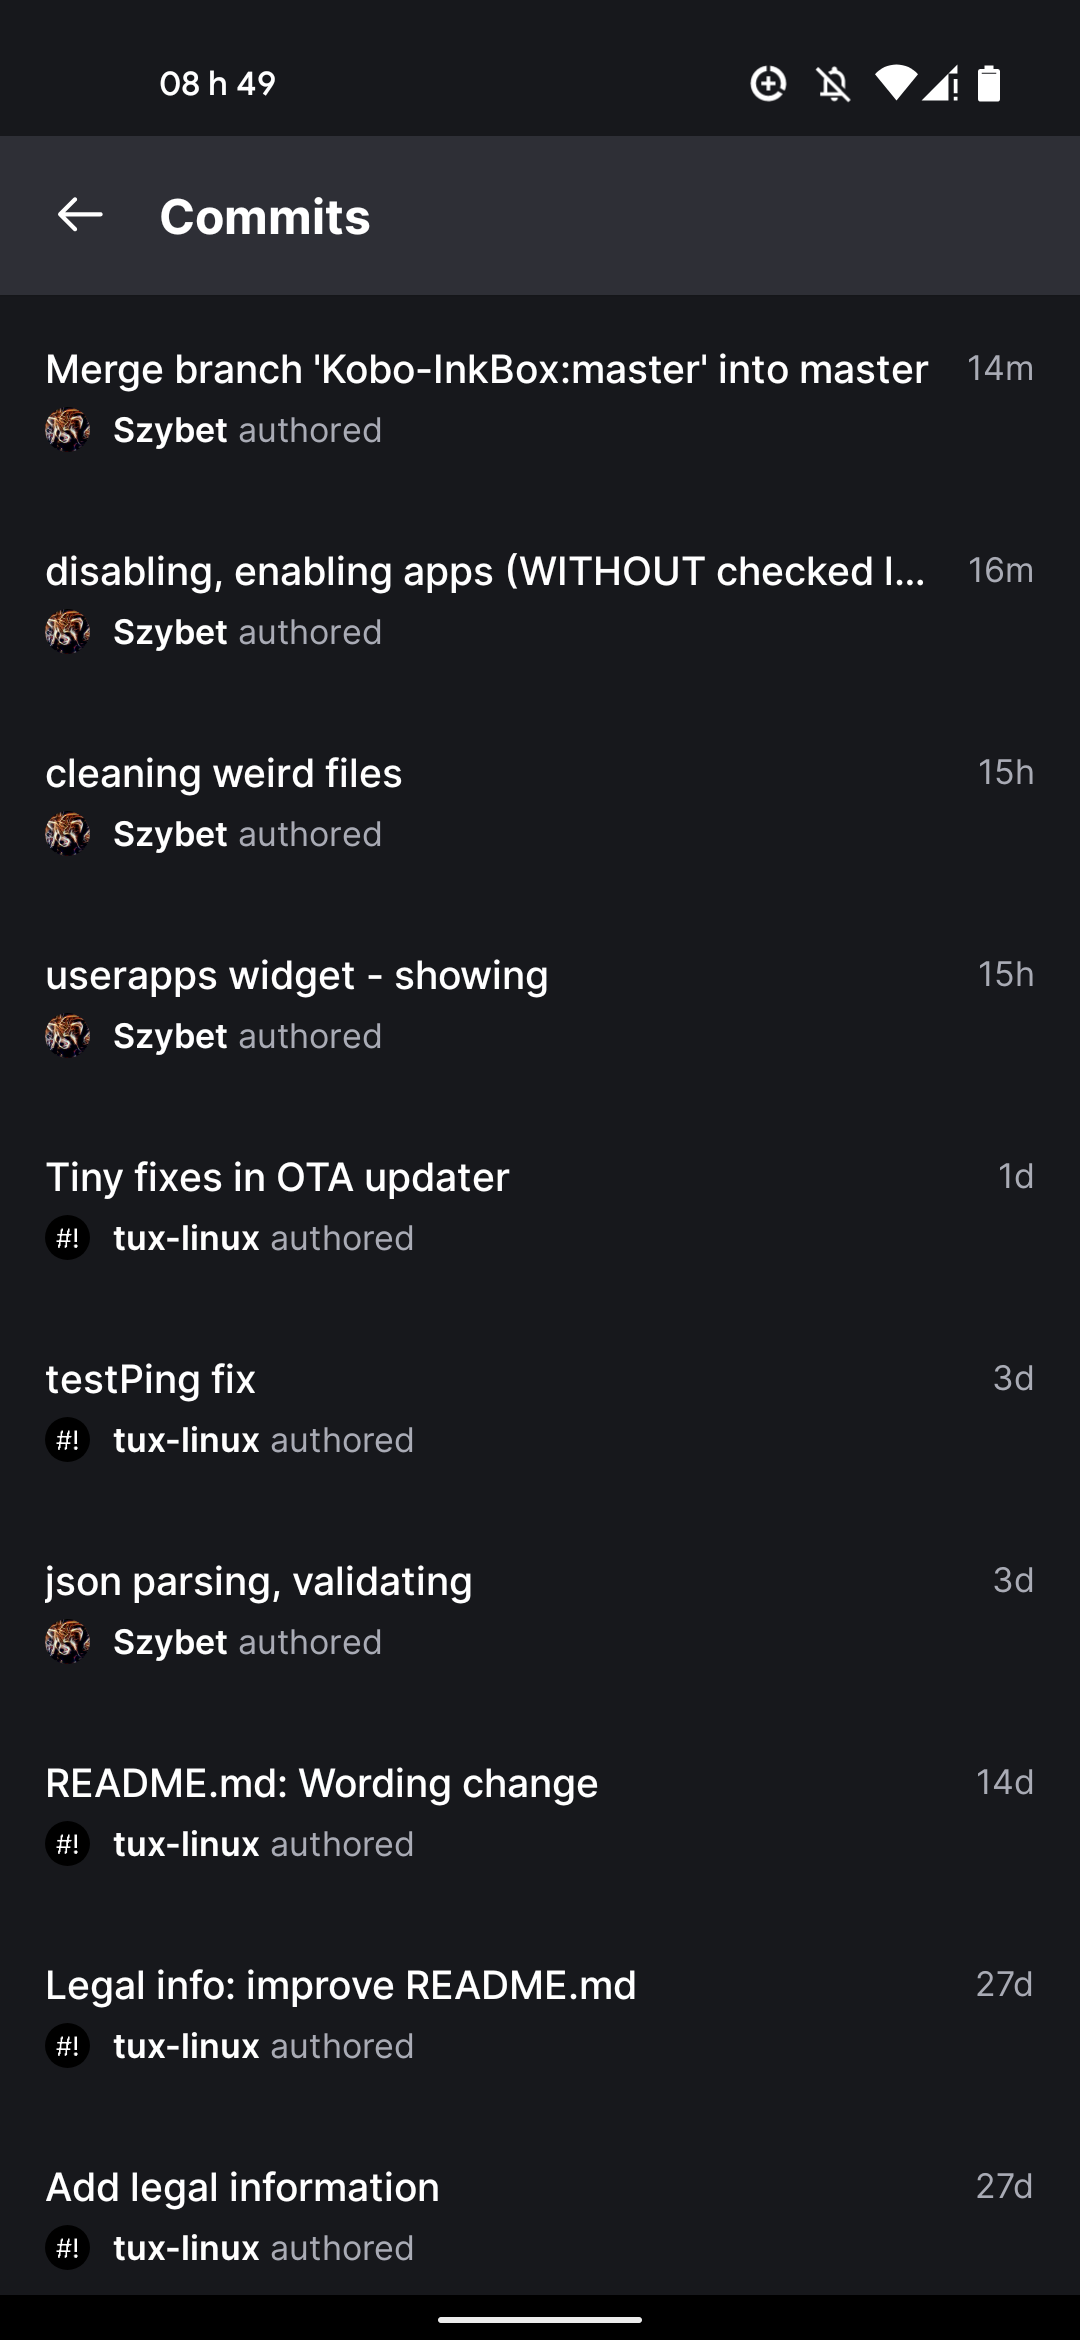 08 h 49
Commits
Merge branch 'Kobo-InkBox:master' into master 14m
Szybet authored
disabling, enabling apps (WITHOUT checked l... 16m
Szybet authored
cleaning weird files 15h
Szybet authored
userapps widget - showing 15h
Szybet authored
Tiny fixes in OTA updater 1d
#! tux-linux authored
testPing fix 3d
#! tux-linux authored
json parsing, validating 3d
Szybet authored
README.md: Wording change 14d
#! tux-linux authored
Legal info: improve README.md 27d
#! tux-linux authored
Add legal information 27d
#! tux-linux authored